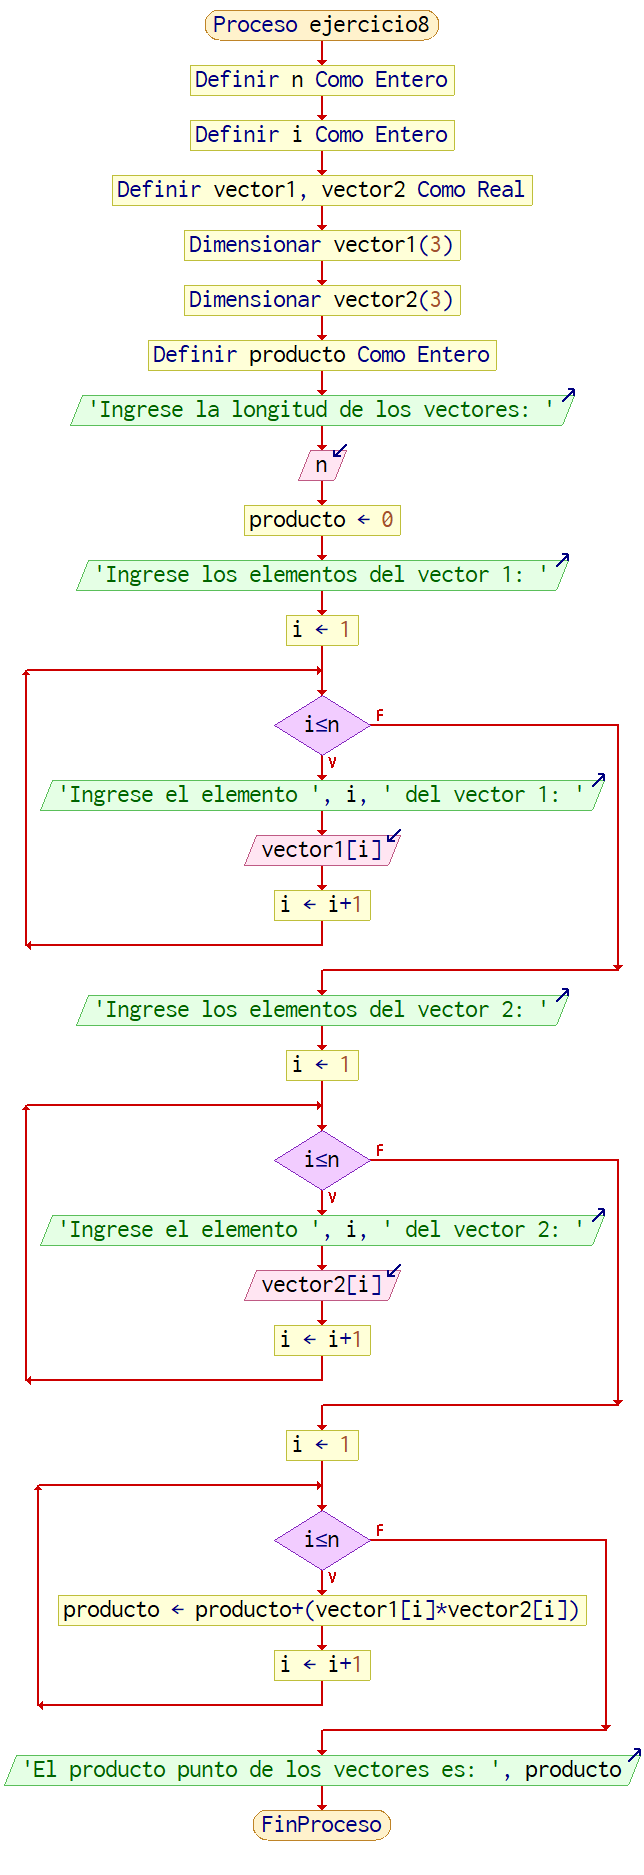 Proceso ejercicio8
Definir n Como Entero
Definir i Como Entero
Definir vector1, vector2 Como Real
Dimensionar vector1(3)
Dimensionar vector2(3)
Definir producto Como Entero
'Ingrese la longitud de los vectores: '
n
producto ← 0
'Ingrese los elementos del vector 1: '
i ← 1
i≤n
F
V
'Ingrese el elemento ', i, ' del vector 1: '
vector1[i]
i ← i+1
'Ingrese los elementos del vector 2: '
i ← 1
i≤n
F
V
'Ingrese el elemento ', i, ' del vector 2: '
vector2[i]
i ← i+1
i ← 1
i≤n
F
V
producto ← producto+(vector1[i]*vector2[i])
i ← i+1
'El producto punto de los vectores es: ', producto
FinProceso